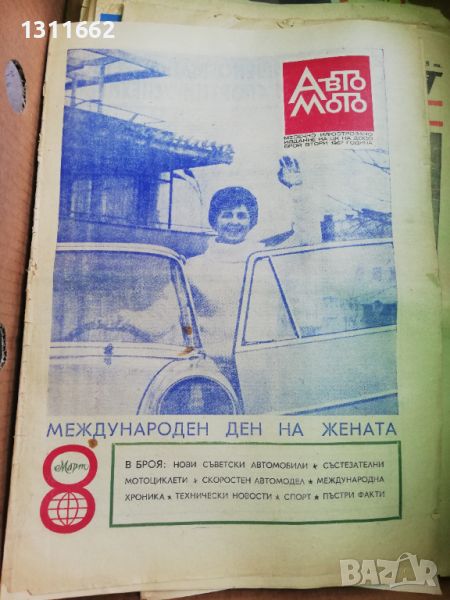 1311662
АВТО
МОТО
МЕСЕЧНО ИЛЮСТРОВАНО
ИЗДАНИЕ НА ЦК НА ДОСО
БРОЙ ВТОРИ 1967 ГОДИНА
МЕЖДУНАРОДЕН ДЕН НА ЖЕНАТА
8
Март
В БРОЯ: НОВИ СЪВЕТСКИ АВТОМОБИЛИ ★ СЪСТЕЗАТЕЛНИ
МОТОЦИКЛЕТИ ★ СКОРОСТЕН АВТОМОДЕЛ ★ МЕЖДУНАРОДНА
ХРОНИКА ★ ТЕХНИЧЕСКИ НОВОСТИ ★ СПОРТ ★ ПЪСТРИ ФАКТИ
BAZAR